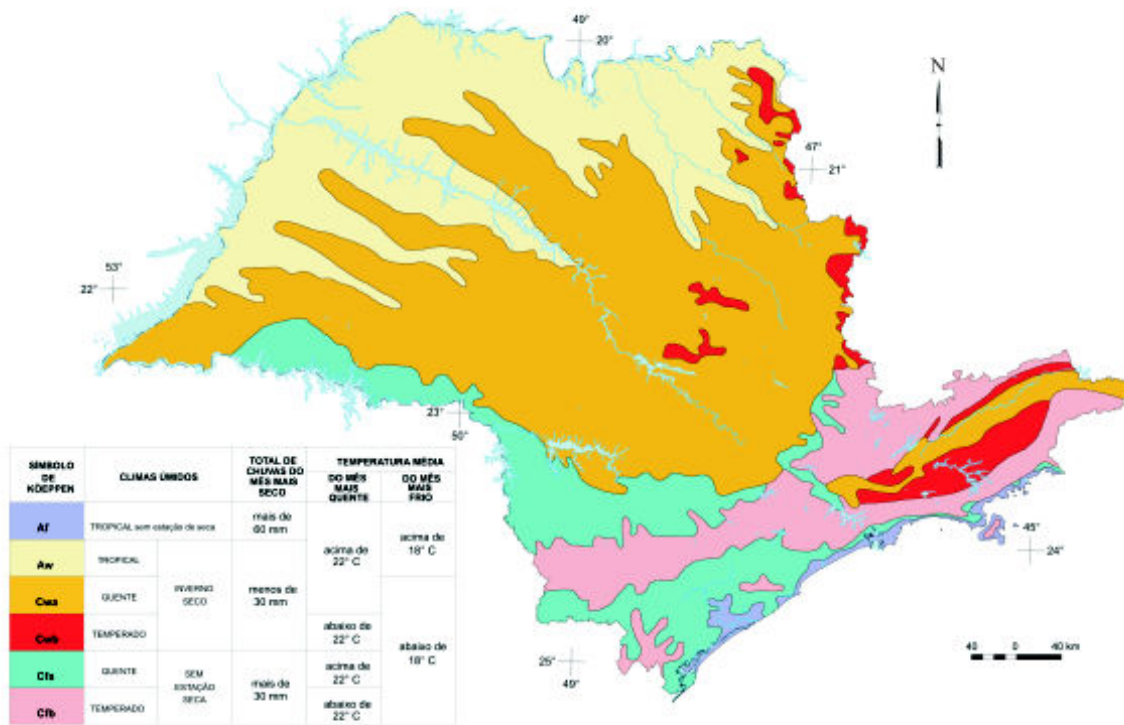 49°
20°
N
47°
21°
53°
22°
23°
50°
45°
24°
25°
49°
40 0 40 km
SÍMBOLO DE KOEPPEN
CLIMAS ÚMIDOS
TOTAL DE CHUVAS DO MÊS MAIS SECO
TEMPERATURA MÉDIA
DO MÊS MAIS QUENTE
DO MÊS MAIS FRIO
Af
TROPICAL sem estação de seca
mais de 60 mm
acima de 22° C
acima de 18° C
Aw
TROPICAL
INVERNO SECO
menos de 30 mm
Cwa
QUENTE
abaixo de 18° C
Cwb
TEMPERADO
abaixo de 22° C
Cfa
QUENTE
SEM ESTAÇÃO SECA
mais de 30 mm
acima de 22° C
Cfb
TEMPERADO
abaixo de 22° C